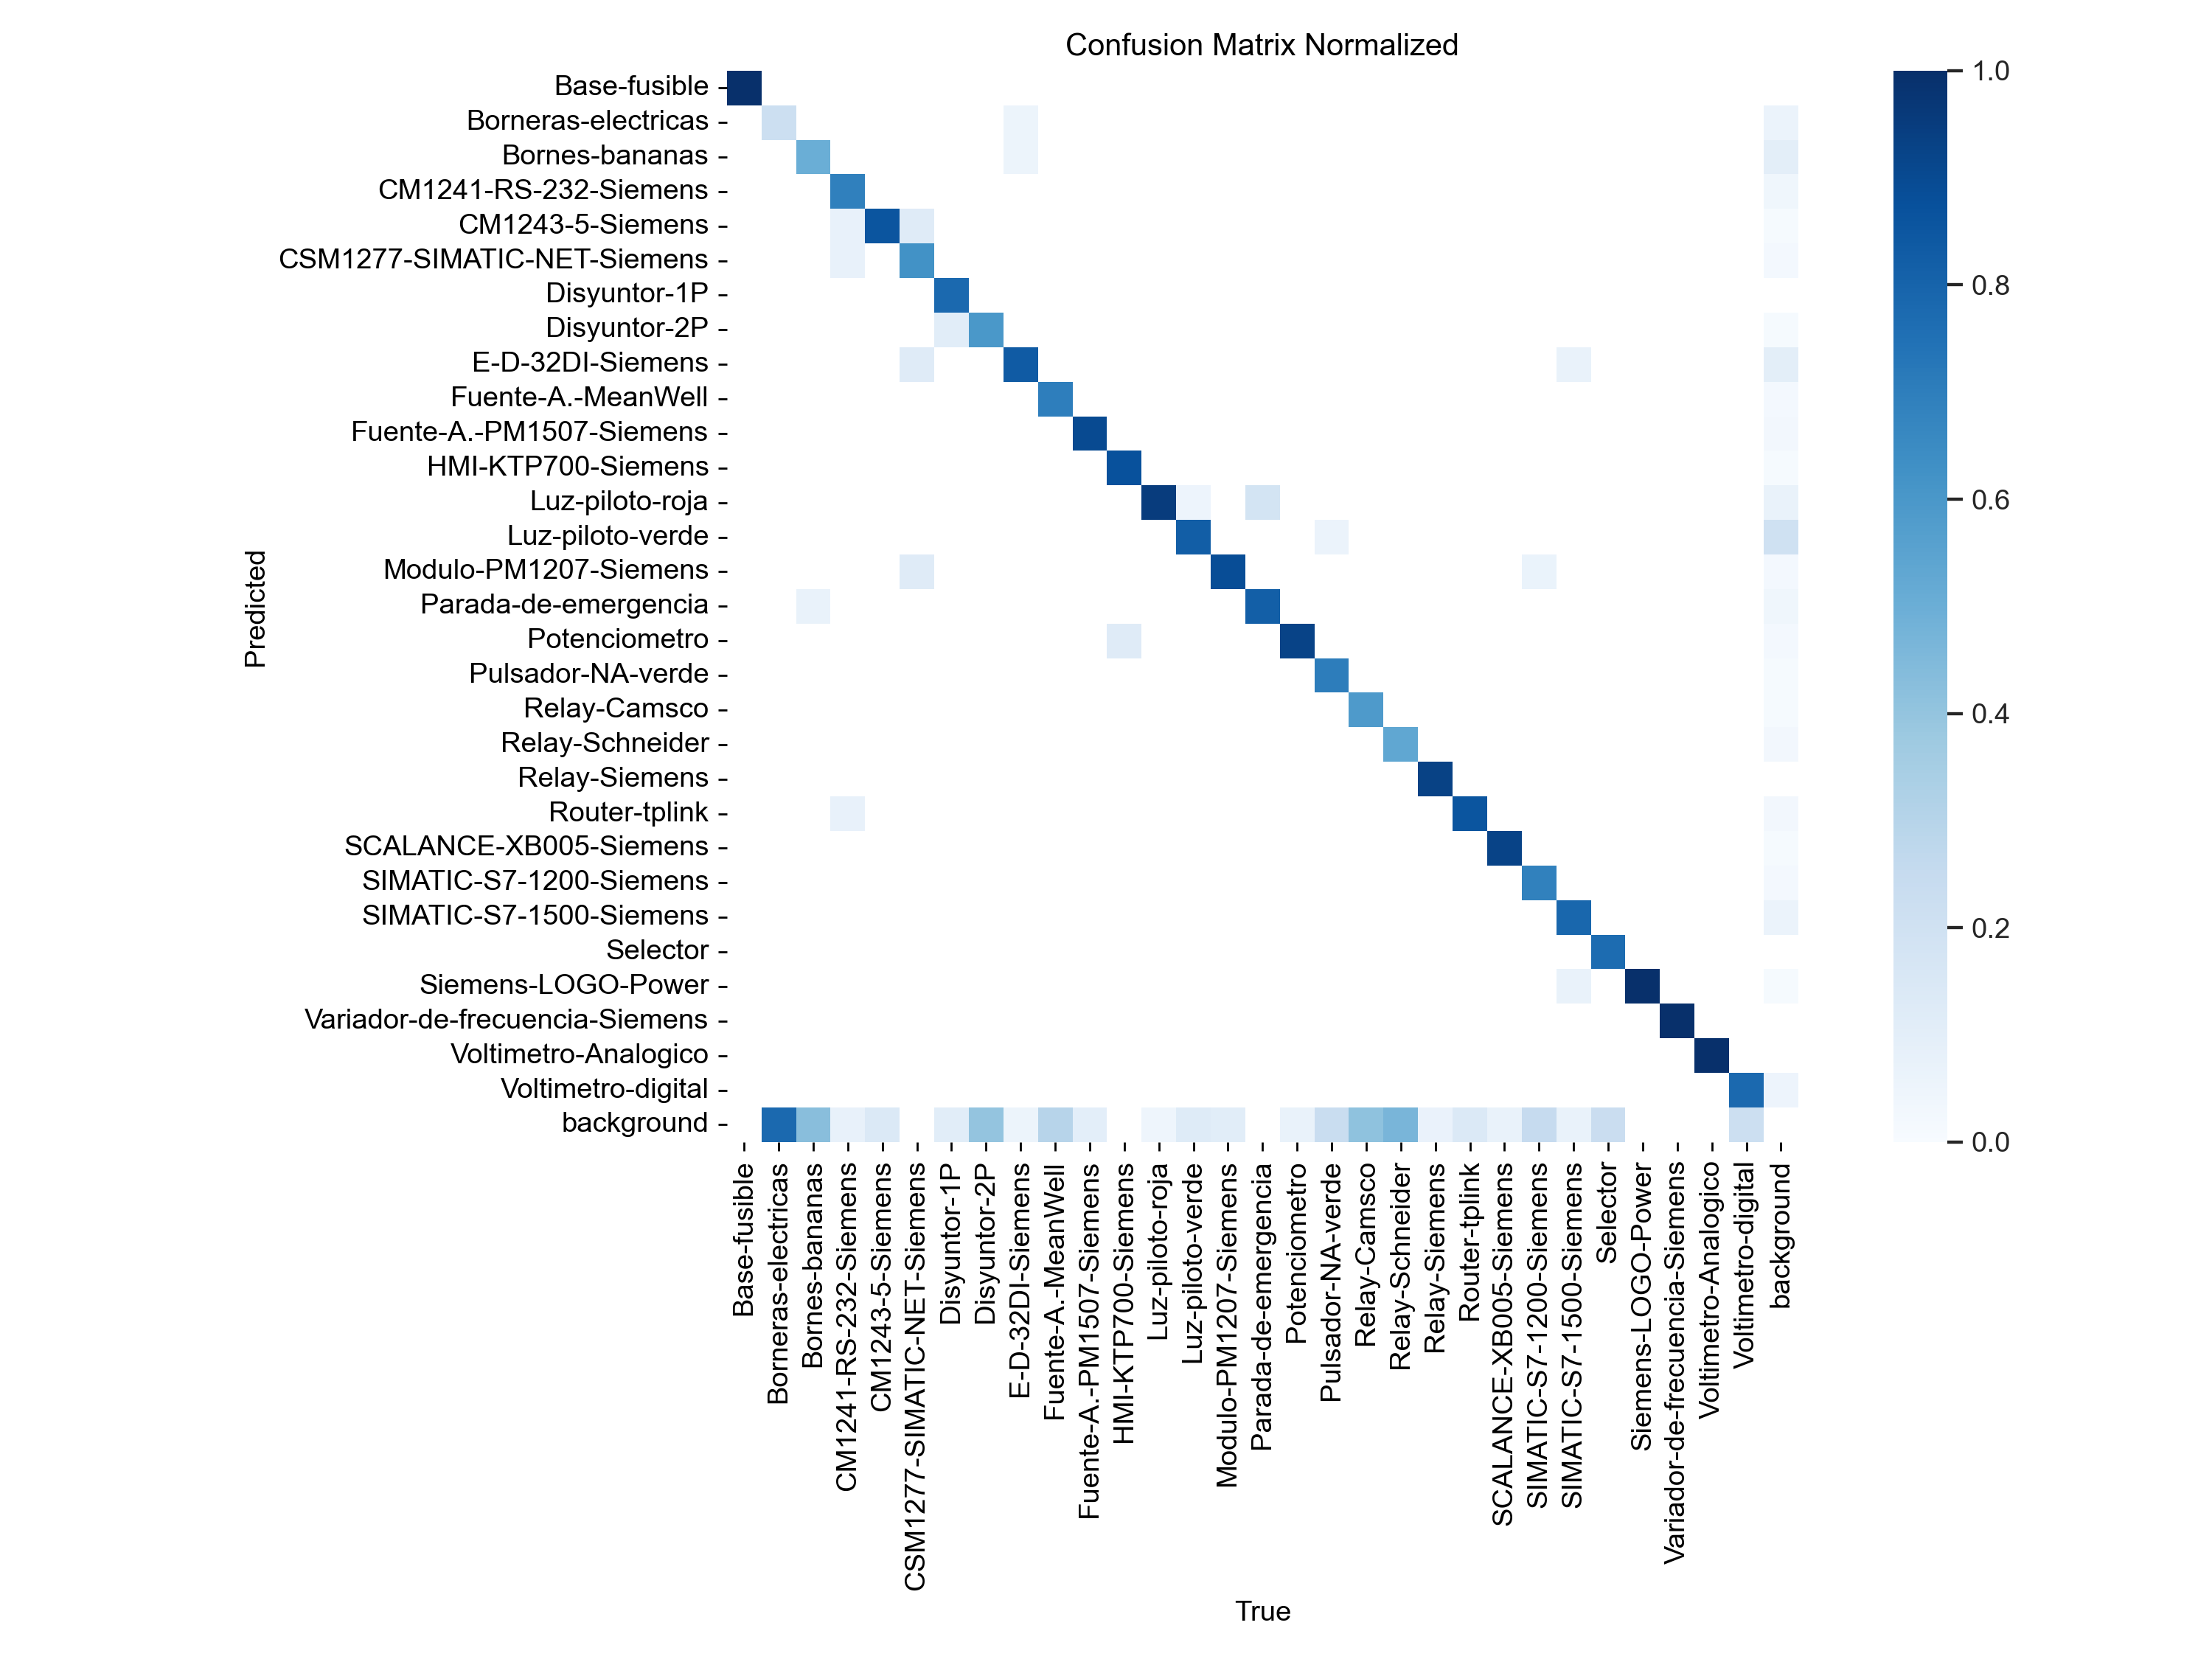 Confusion Matrix Normalized
Predicted
Base-fusible
Borneras-electricas
Bornes-bananas
CM1241-RS-232-Siemens
CM1243-5-Siemens
CSM1277-SIMATIC-NET-Siemens
Disyuntor-1P
Disyuntor-2P
E-D-32DI-Siemens
Fuente-A.-MeanWell
Fuente-A.-PM1507-Siemens
HMI-KTP700-Siemens
Luz-piloto-roja
Luz-piloto-verde
Modulo-PM1207-Siemens
Parada-de-emergencia
Potenciometro
Pulsador-NA-verde
Relay-Camsco
Relay-Schneider
Relay-Siemens
Router-tplink
SCALANCE-XB005-Siemens
SIMATIC-S7-1200-Siemens
SIMATIC-S7-1500-Siemens
Selector
Siemens-LOGO-Power
Variador-de-frecuencia-Siemens
Voltimetro-Analogico
Voltimetro-digital
background
Base-fusible
Borneras-electricas
Bornes-bananas
CM1241-RS-232-Siemens
CM1243-5-Siemens
CSM1277-SIMATIC-NET-Siemens
Disyuntor-1P
Disyuntor-2P
E-D-32DI-Siemens
Fuente-A.-MeanWell
Fuente-A.-PM1507-Siemens
HMI-KTP700-Siemens
Luz-piloto-roja
Luz-piloto-verde
Modulo-PM1207-Siemens
Parada-de-emergencia
Potenciometro
Pulsador-NA-verde
Relay-Camsco
Relay-Schneider
Relay-Siemens
Router-tplink
SCALANCE-XB005-Siemens
SIMATIC-S7-1200-Siemens
SIMATIC-S7-1500-Siemens
Selector
Siemens-LOGO-Power
Variador-de-frecuencia-Siemens
Voltimetro-Analogico
Voltimetro-digital
background
True
1.0
0.8
0.6
0.4
0.2
0.0